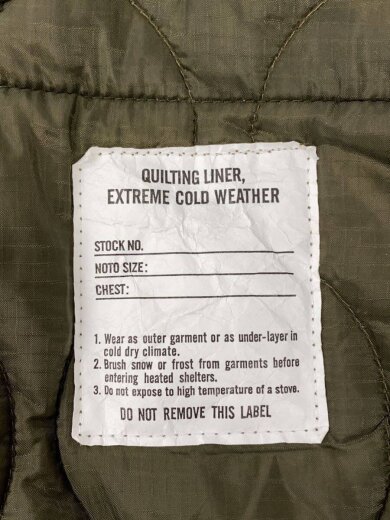 QUILTING LINER,
EXTREME COLD WEATHER
STOCK NO.
NOTO SIZE:
CHEST:
1. Wear as outer garment or as under-layer in
cold dry climate.
2. Brush snow or frost from garments before
entering heated shelters.
3. Do not expose to high temperature of a stove.
DO NOT REMOVE THIS LABEL